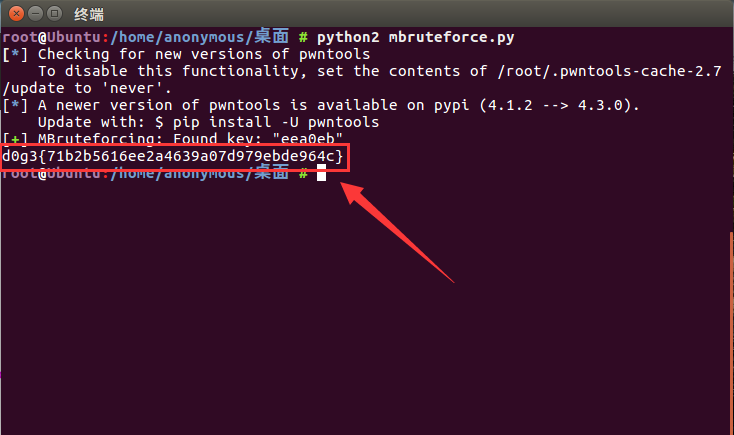 终端
root@Ubuntu:/home/anonymous/桌面 # python2 mbruteforce.py
[*] Checking for new versions of pwntools
    To disable this functionality, set the contents of /root/.pwntools-cache-2.7
/update to 'never'.
[*] A newer version of pwntools is available on pypi (4.1.2 --> 4.3.0).
    Update with: $ pip install -U pwntools
[+] MBruteforcing: Found key: "eea0eb"
d0g3{71b2b5616ee2a4639a07d979ebde964c}
root@Ubuntu:/home/anonymous/桌面 #